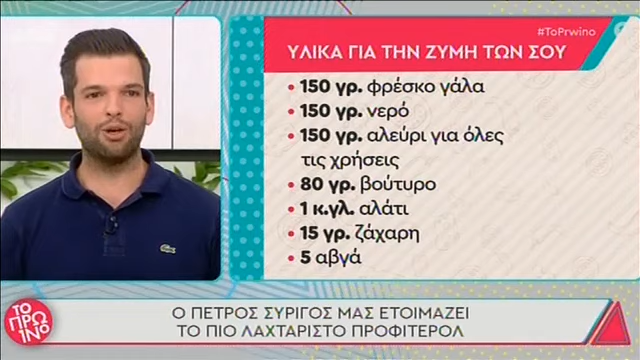 #ToPrwino
ΥΛΙΚΑ ΓΙΑ ΤΗΝ ΖΥΜΗ ΤΩΝ ΣΟΥ
• 150 γρ. φρέσκο γάλα
• 150 γρ. νερό
• 150 γρ. αλεύρι για όλες
τις χρήσεις
• 80 γρ. βούτυρο
• 1 κ.γλ. αλάτι
• 15 γρ. ζάχαρη
• 5 αβγά
ΤΟ
ΠΡΩ
ΙΝΟ
Ο ΠΕΤΡΟΣ ΣΥΡΙΓΟΣ ΜΑΣ ΕΤΟΙΜΑΖΕΙ
ΤΟ ΠΙΟ ΛΑΧΤΑΡΙΣΤΟ ΠΡΟΦΙΤΕΡΟΛ